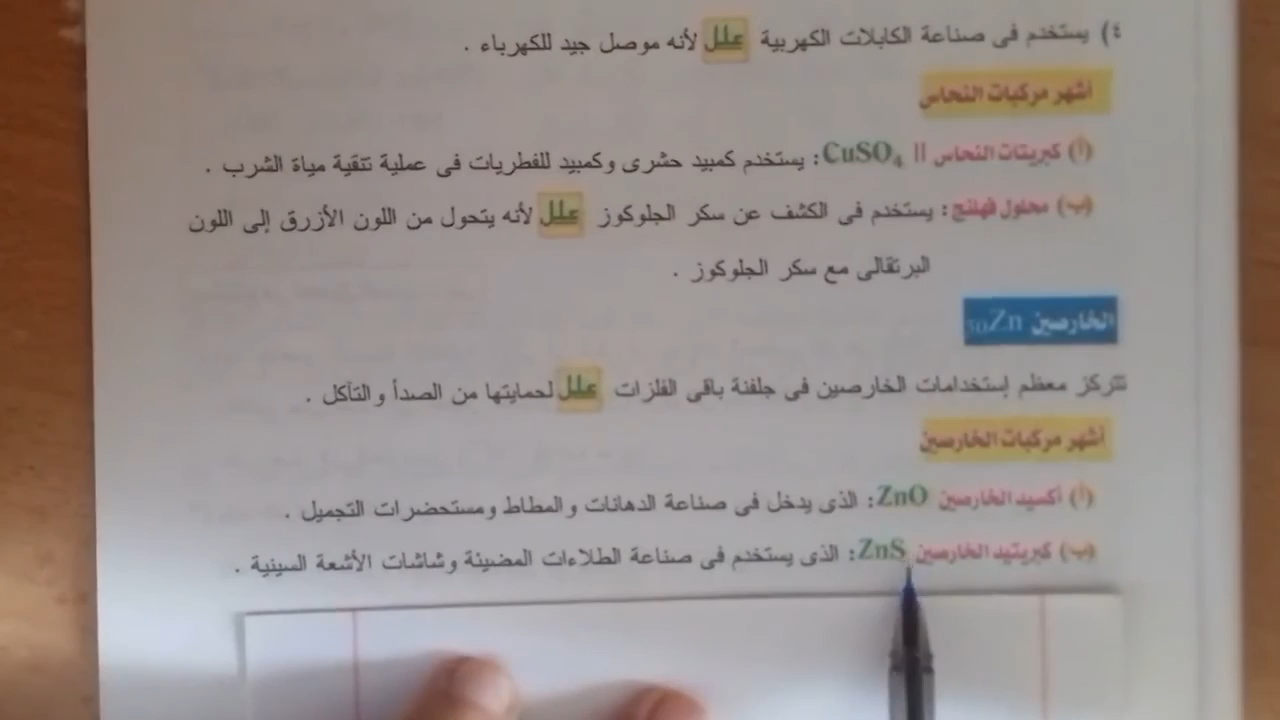 ٤) يستخدم فى صناعة الكابلات الكهربية علل لأنه موصل جيد للكهرباء .
أشهر مركبات النحاس
(أ) كبريتات النحاس II CuSO4 : يستخدم كمبيد حشرى وكمبيد للفطريات فى عملية تنقية مياة الشرب .
(ب) محلول فهلنج : يستخدم فى الكشف عن سكر الجلوكوز علل لأنه يتحول من اللون الأزرق إلى اللون
البرتقالى مع سكر الجلوكوز .
الخارصين 30Zn
تتركز معظم إستخدامات الخارصين فى جلفنة باقى الفلزات علل لحمايتها من الصدأ والتآكل .
أشهر مركبات الخارصين
(أ) أكسيد الخارصين ZnO : الذى يدخل فى صناعة الدهانات والمطاط ومستحضرات التجميل .
(ب) كبريتيد الخارصين ZnS : الذى يستخدم فى صناعة الطلاءات المضيئة وشاشات الأشعة السينية .